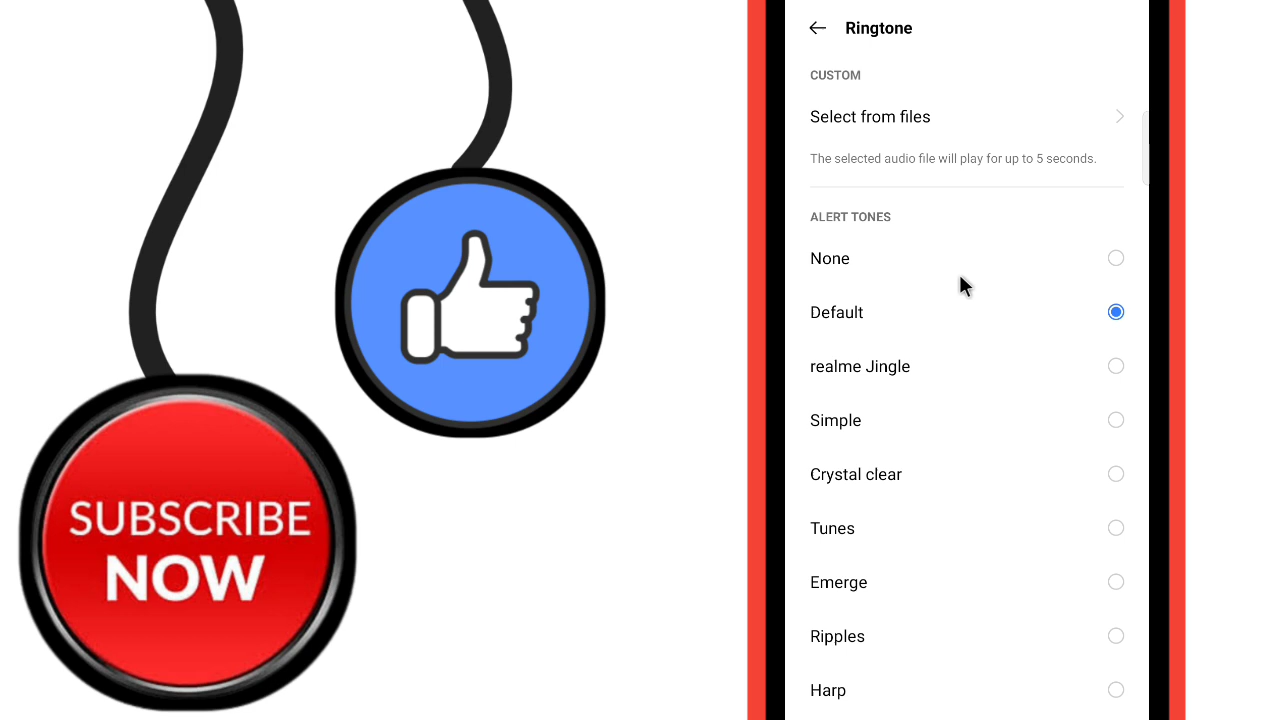 SUBSCRIBE
NOW
Ringtone
CUSTOM
Select from files
The selected audio file will play for up to 5 seconds.
ALERT TONES
None
Default
realme Jingle
Simple
Crystal clear
Tunes
Emerge
Ripples
Harp